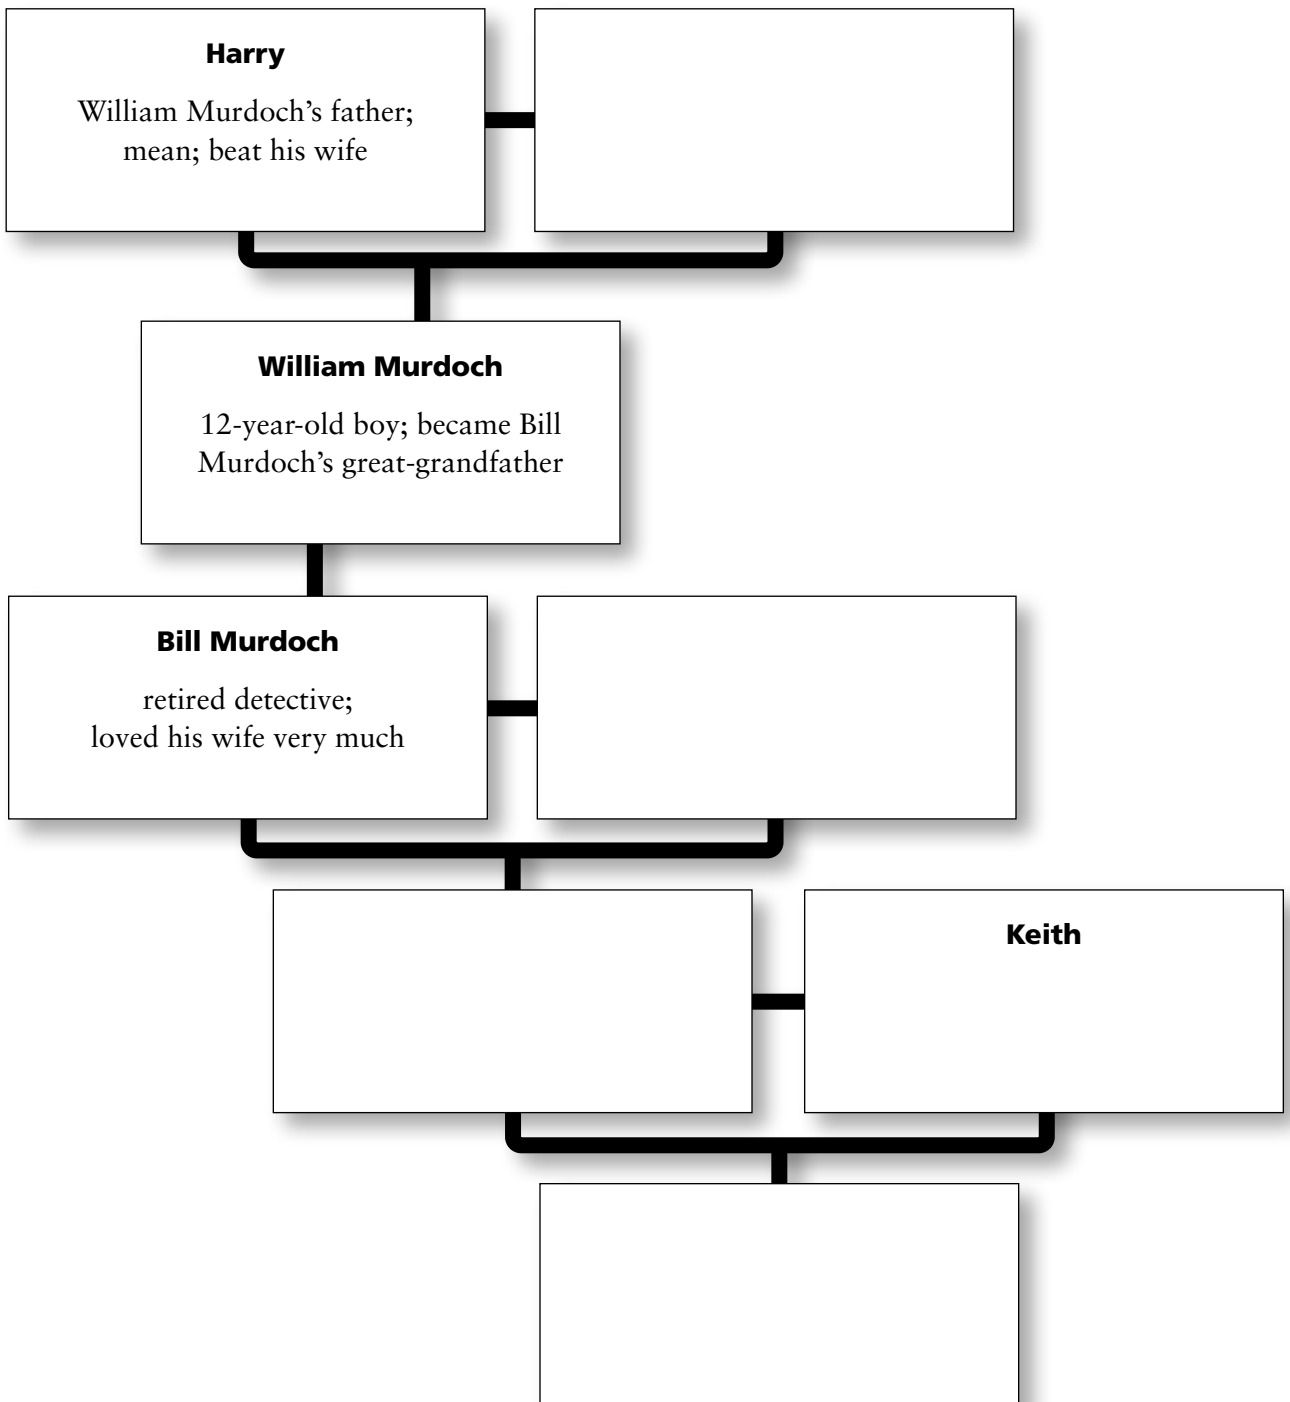 Harry
William Murdoch’s father;
mean; beat his wife
William Murdoch
12-year-old boy; became Bill
Murdoch’s great-grandfather
Bill Murdoch
retired detective;
loved his wife very much
Keith